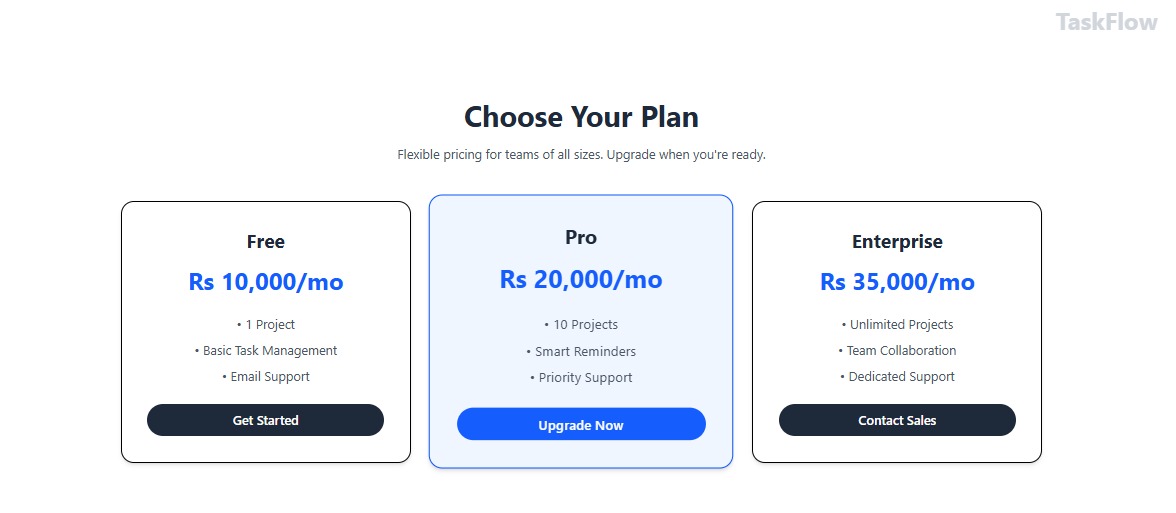 TaskFlow
Choose Your Plan
Flexible pricing for teams of all sizes. Upgrade when you're ready.
Free
Rs 10,000/mo
• 1 Project
• Basic Task Management
• Email Support
Get Started
Pro
Rs 20,000/mo
• 10 Projects
• Smart Reminders
• Priority Support
Upgrade Now
Enterprise
Rs 35,000/mo
• Unlimited Projects
• Team Collaboration
• Dedicated Support
Contact Sales